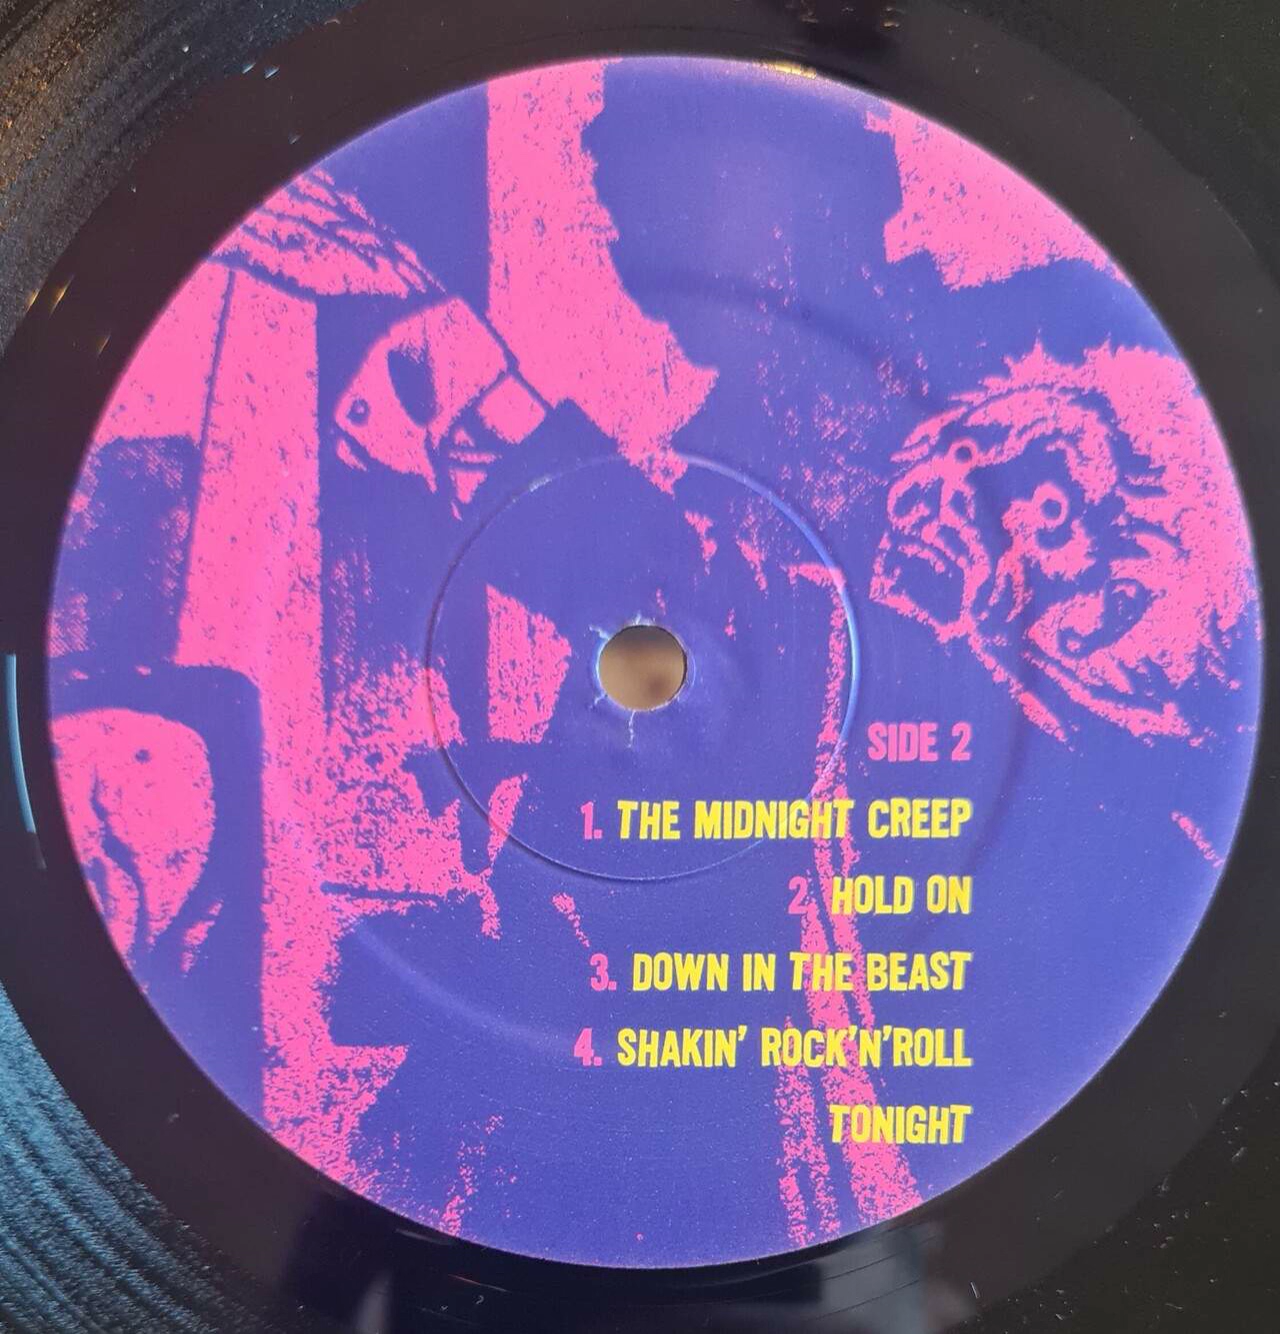 SIDE 2
1. THE MIDNIGHT CREEP
2. HOLD ON
3. DOWN IN THE BEAST
4. SHAKIN' ROCK'N'ROLL
TONIGHT